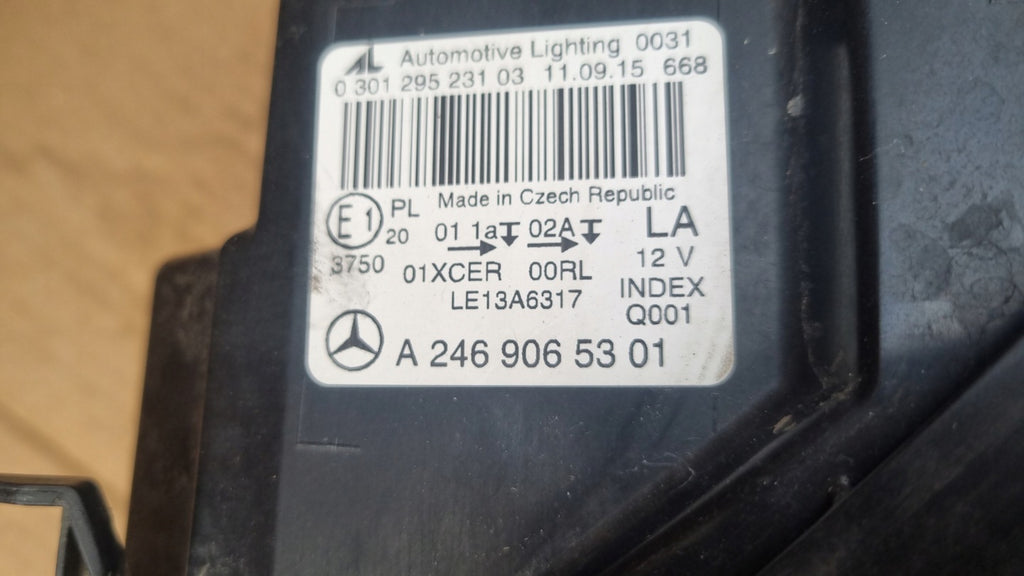 AL Automotive Lighting 0031
0 301 295 231 03 11.09.15 668
Made in Czech Republic
E1 PL 01 1a 02A LA
20
3750 01XCER 00RL 12 V
LE13A6317 INDEX
Q001
A 246 906 53 01